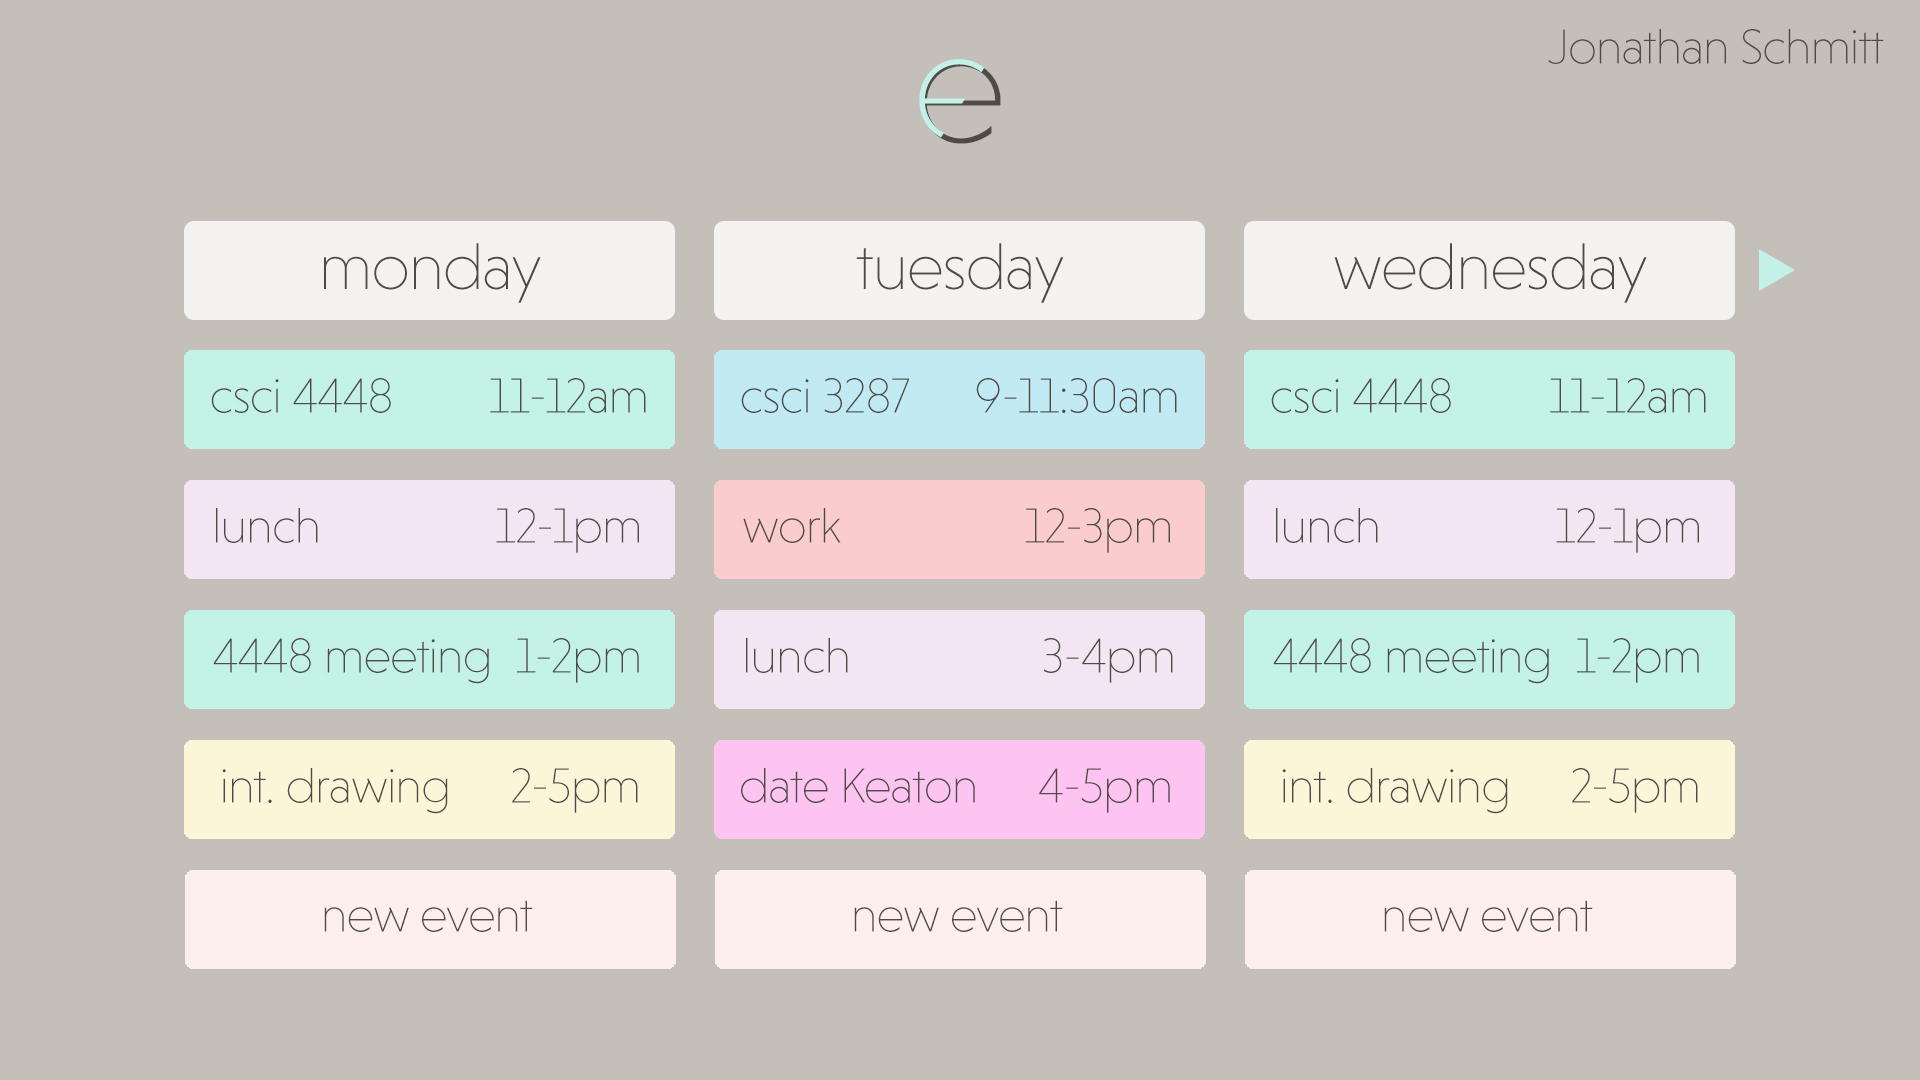 Jonathan Schmitt
e
monday tuesday wednesday
csci 4448 11-12am csci 3287 9-11:30am csci 4448 11-12am
lunch 12-1pm work 12-3pm lunch 12-1pm
4448 meeting 1-2pm lunch 3-4pm 4448 meeting 1-2pm
int. drawing 2-5pm date Keaton 4-5pm int. drawing 2-5pm
new event new event new event